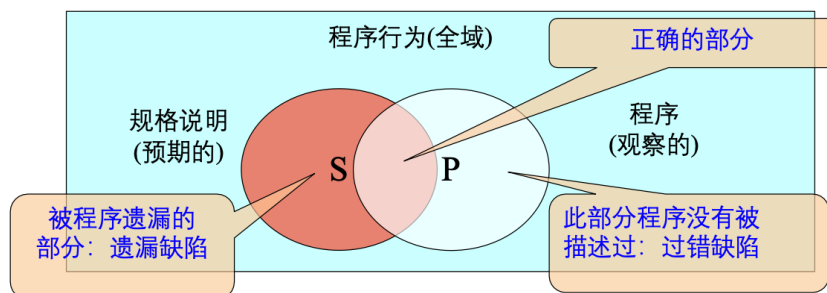 程序行为(全域)
正确的部分
规格说明
(预期的)
程序
(观察的)
S
P
被程序遗漏的
部分：遗漏缺陷
此部分程序没有被
描述过：过错缺陷